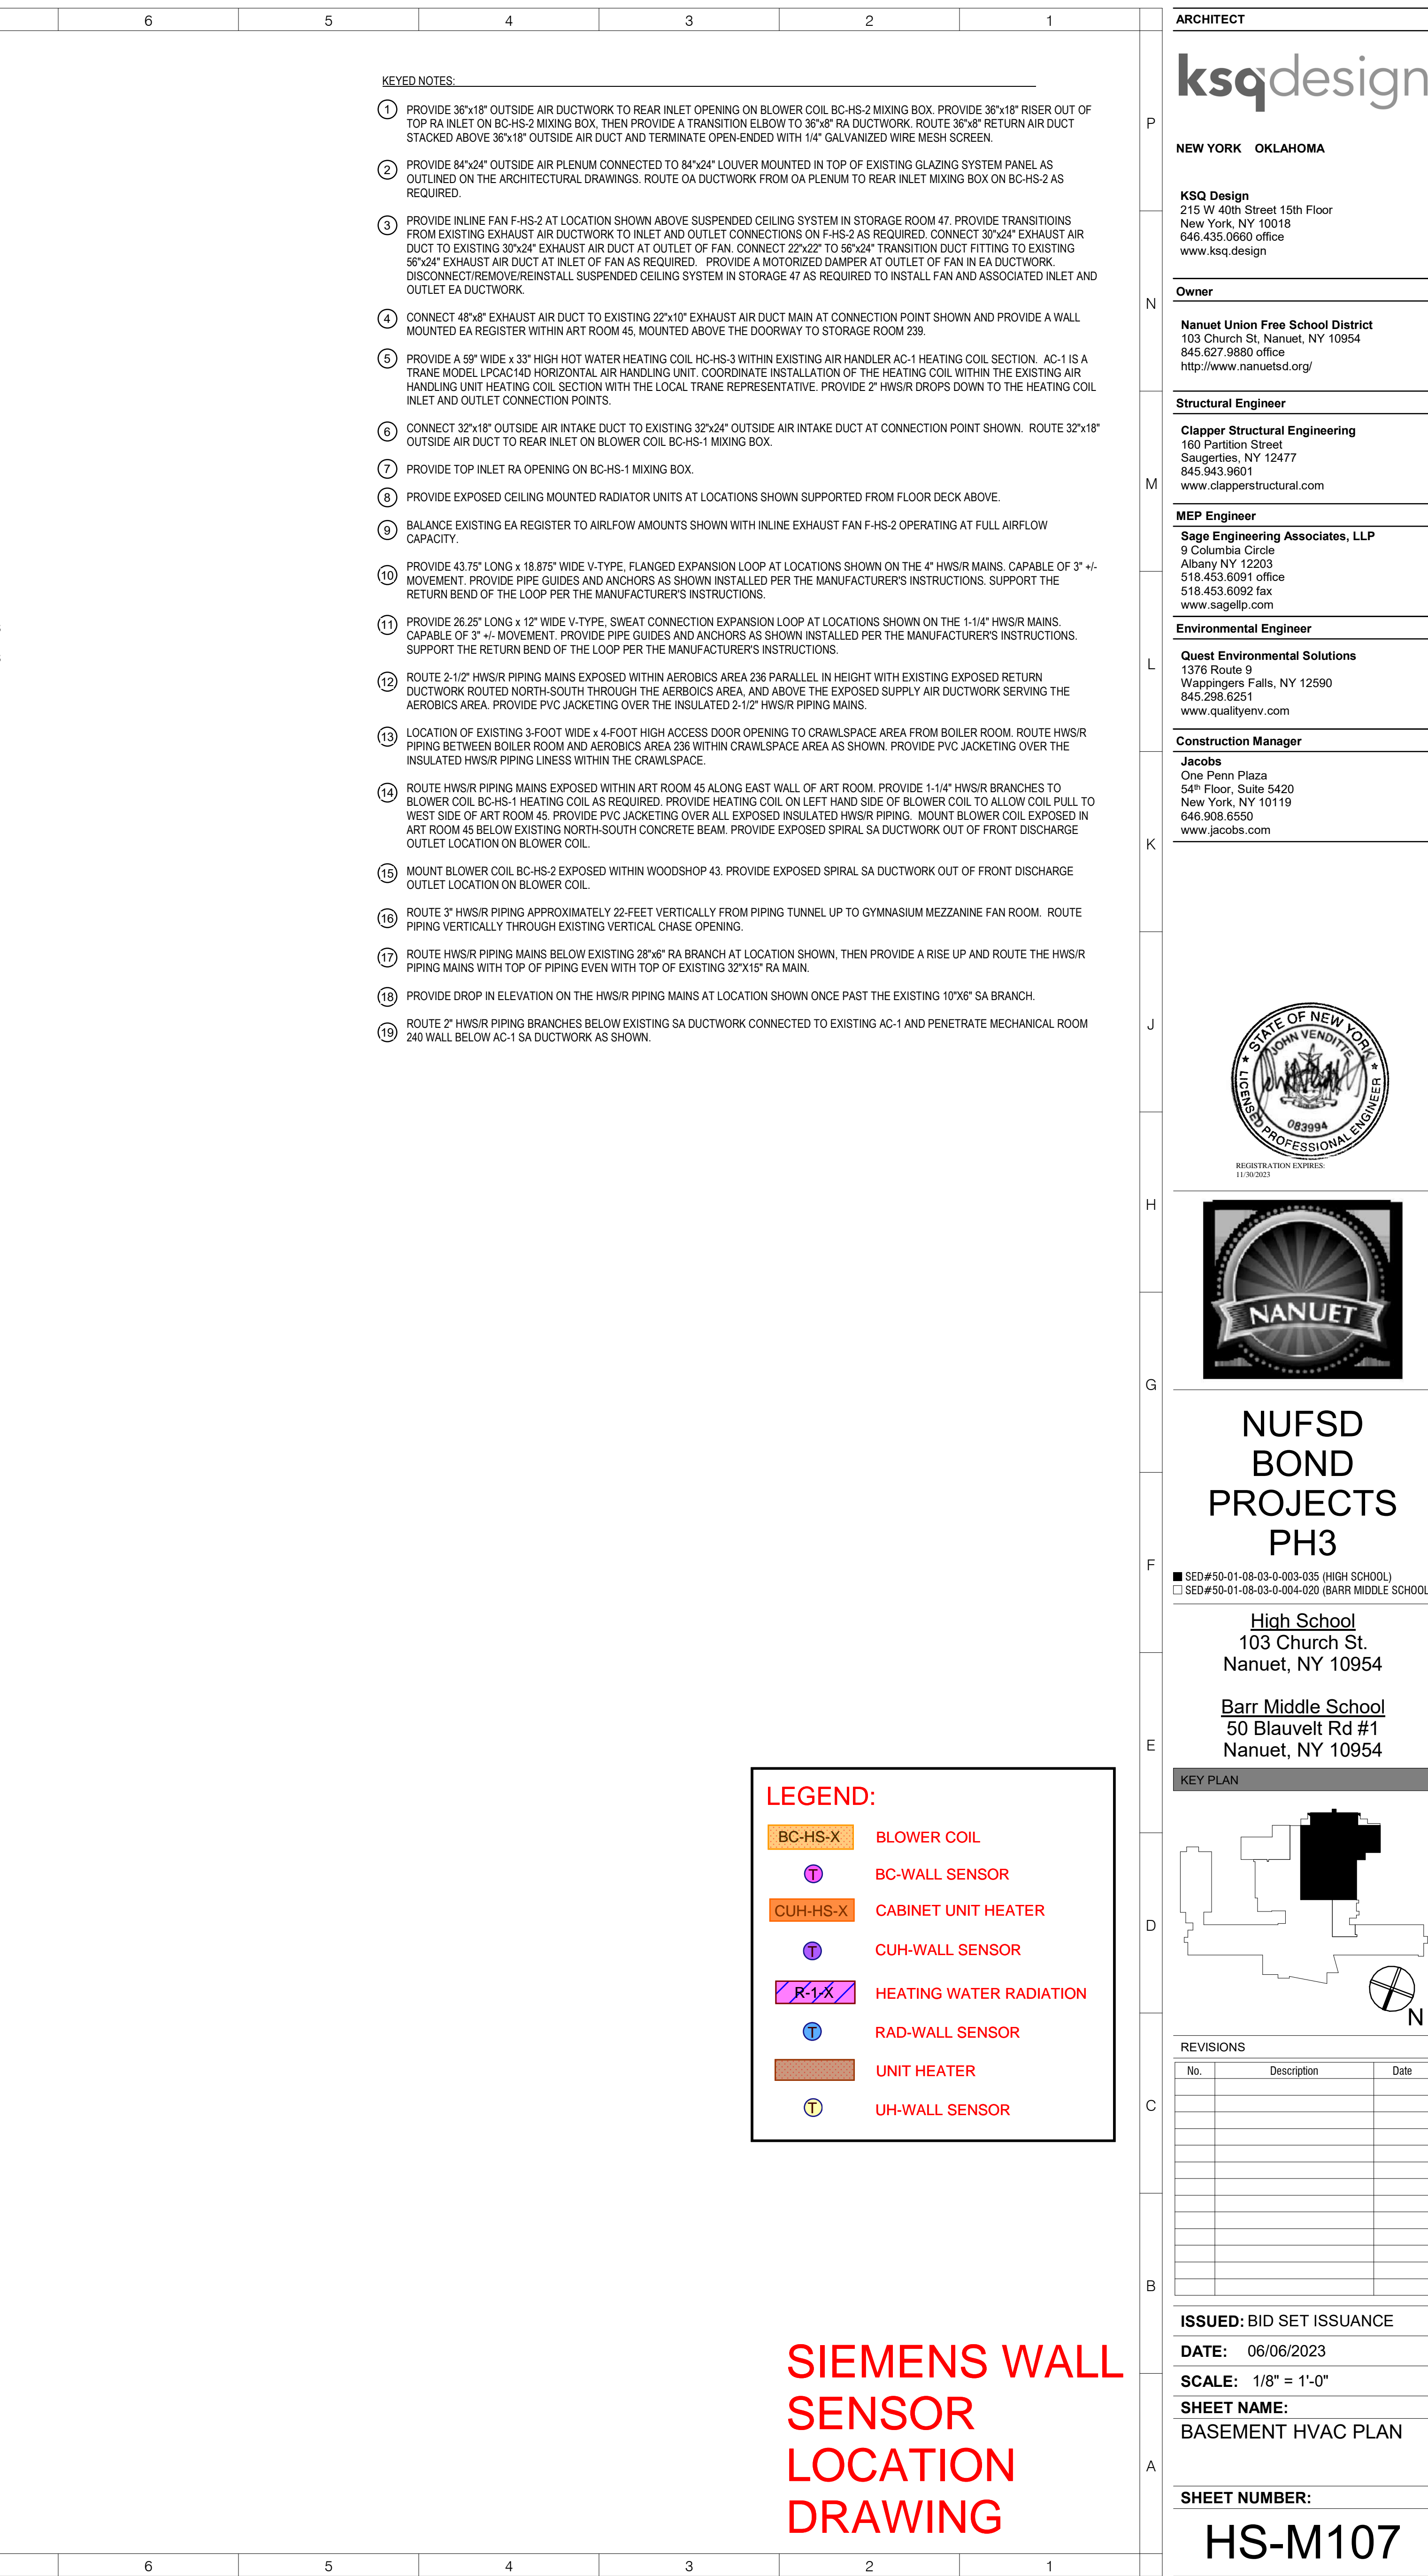 6 5 4 3 2 1
KEYED NOTES:
1 PROVIDE 36"x18" OUTSIDE AIR DUCTWORK TO REAR INLET OPENING ON BLOWER COIL BC-HS-2 MIXING BOX. PROVIDE 36"x18" RISER OUT OF
TOP RA INLET ON BC-HS-2 MIXING BOX, THEN PROVIDE A TRANSITION ELBOW TO 36"x8" RA DUCTWORK. ROUTE 36"x8" RETURN AIR DUCT
STACKED ABOVE 36"x18" OUTSIDE AIR DUCT AND TERMINATE OPEN-ENDED WITH 1/4" GALVANIZED WIRE MESH SCREEN.
2 PROVIDE 84"x24" OUTSIDE AIR PLENUM CONNECTED TO 84"x24" LOUVER MOUNTED IN TOP OF EXISTING GLAZING SYSTEM PANEL AS
OUTLINED ON THE ARCHITECTURAL DRAWINGS. ROUTE OA DUCTWORK FROM OA PLENUM TO REAR INLET MIXING BOX ON BC-HS-2 AS
REQUIRED.
3 PROVIDE INLINE FAN F-HS-2 AT LOCATION SHOWN ABOVE SUSPENDED CEILING SYSTEM IN STORAGE ROOM 47. PROVIDE TRANSITIOINS
FROM EXISTING EXHAUST AIR DUCTWORK TO INLET AND OUTLET CONNECTIONS ON F-HS-2 AS REQUIRED. CONNECT 30"x24" EXHAUST AIR
DUCT TO EXISTING 30"x24" EXHAUST AIR DUCT AT OUTLET OF FAN. CONNECT 22"x22" TO 56"x24" TRANSITION DUCT FITTING TO EXISTING
56"x24" EXHAUST AIR DUCT AT INLET OF FAN AS REQUIRED. PROVIDE A MOTORIZED DAMPER AT OUTLET OF FAN IN EA DUCTWORK.
DISCONNECT/REMOVE/REINSTALL SUSPENDED CEILING SYSTEM IN STORAGE 47 AS REQUIRED TO INSTALL FAN AND ASSOCIATED INLET AND
OUTLET EA DUCTWORK.
4 CONNECT 48"x8" EXHAUST AIR DUCT TO EXISTING 22"x10" EXHAUST AIR DUCT MAIN AT CONNECTION POINT SHOWN AND PROVIDE A WALL
MOUNTED EA REGISTER WITHIN ART ROOM 45, MOUNTED ABOVE THE DOORWAY TO STORAGE ROOM 239.
5 PROVIDE A 59" WIDE x 33" HIGH HOT WATER HEATING COIL HC-HS-3 WITHIN EXISTING AIR HANDLER AC-1 HEATING COIL SECTION. AC-1 IS A
TRANE MODEL LPCAC14D HORIZONTAL AIR HANDLING UNIT. COORDINATE INSTALLATION OF THE HEATING COIL WITHIN THE EXISTING AIR
HANDLING UNIT HEATING COIL SECTION WITH THE LOCAL TRANE REPRESENTATIVE. PROVIDE 2" HWS/R DROPS DOWN TO THE HEATING COIL
INLET AND OUTLET CONNECTION POINTS.
6 CONNECT 32"x18" OUTSIDE AIR INTAKE DUCT TO EXISTING 32"x24" OUTSIDE AIR INTAKE DUCT AT CONNECTION POINT SHOWN. ROUTE 32"x18"
OUTSIDE AIR DUCT TO REAR INLET ON BLOWER COIL BC-HS-1 MIXING BOX.
7 PROVIDE TOP INLET RA OPENING ON BC-HS-1 MIXING BOX.
8 PROVIDE EXPOSED CEILING MOUNTED RADIATOR UNITS AT LOCATIONS SHOWN SUPPORTED FROM FLOOR DECK ABOVE.
9 BALANCE EXISTING EA REGISTER TO AIRLFOW AMOUNTS SHOWN WITH INLINE EXHAUST FAN F-HS-2 OPERATING AT FULL AIRFLOW
CAPACITY.
10 PROVIDE 43.75" LONG x 18.875" WIDE V-TYPE, FLANGED EXPANSION LOOP AT LOCATIONS SHOWN ON THE 4" HWS/R MAINS. CAPABLE OF 3" +/-
MOVEMENT. PROVIDE PIPE GUIDES AND ANCHORS AS SHOWN INSTALLED PER THE MANUFACTURER'S INSTRUCTIONS. SUPPORT THE
RETURN BEND OF THE LOOP PER THE MANUFACTURER'S INSTRUCTIONS.
11 PROVIDE 26.25" LONG x 12" WIDE V-TYPE, SWEAT CONNECTION EXPANSION LOOP AT LOCATIONS SHOWN ON THE 1-1/4" HWS/R MAINS.
CAPABLE OF 3" +/- MOVEMENT. PROVIDE PIPE GUIDES AND ANCHORS AS SHOWN INSTALLED PER THE MANUFACTURER'S INSTRUCTIONS.
SUPPORT THE RETURN BEND OF THE LOOP PER THE MANUFACTURER'S INSTRUCTIONS.
12 ROUTE 2-1/2" HWS/R PIPING MAINS EXPOSED WITHIN AEROBICS AREA 236 PARALLEL IN HEIGHT WITH EXISTING EXPOSED RETURN
DUCTWORK ROUTED NORTH-SOUTH THROUGH THE AERBOICS AREA, AND ABOVE THE EXPOSED SUPPLY AIR DUCTWORK SERVING THE
AEROBICS AREA. PROVIDE PVC JACKETING OVER THE INSULATED 2-1/2" HWS/R PIPING MAINS.
13 LOCATION OF EXISTING 3-FOOT WIDE x 4-FOOT HIGH ACCESS DOOR OPENING TO CRAWLSPACE AREA FROM BOILER ROOM. ROUTE HWS/R
PIPING BETWEEN BOILER ROOM AND AEROBICS AREA 236 WITHIN CRAWLSPACE AREA AS SHOWN. PROVIDE PVC JACKETING OVER THE
INSULATED HWS/R PIPING LINESS WITHIN THE CRAWLSPACE.
14 ROUTE HWS/R PIPING MAINS EXPOSED WITHIN ART ROOM 45 ALONG EAST WALL OF ART ROOM. PROVIDE 1-1/4" HWS/R BRANCHES TO
BLOWER COIL BC-HS-1 HEATING COIL AS REQUIRED. PROVIDE HEATING COIL ON LEFT HAND SIDE OF BLOWER COIL TO ALLOW COIL PULL TO
WEST SIDE OF ART ROOM 45. PROVIDE PVC JACKETING OVER ALL EXPOSED INSULATED HWS/R PIPING. MOUNT BLOWER COIL EXPOSED IN
ART ROOM 45 BELOW EXISTING NORTH-SOUTH CONCRETE BEAM. PROVIDE EXPOSED SPIRAL SA DUCTWORK OUT OF FRONT DISCHARGE
OUTLET LOCATION ON BLOWER COIL.
15 MOUNT BLOWER COIL BC-HS-2 EXPOSED WITHIN WOODSHOP 43. PROVIDE EXPOSED SPIRAL SA DUCTWORK OUT OF FRONT DISCHARGE
OUTLET LOCATION ON BLOWER COIL.
16 ROUTE 3" HWS/R PIPING APPROXIMATELY 22-FEET VERTICALLY FROM PIPING TUNNEL UP TO GYMNASIUM MEZZANINE FAN ROOM. ROUTE
PIPING VERTICALLY THROUGH EXISTING VERTICAL CHASE OPENING.
17 ROUTE HWS/R PIPING MAINS BELOW EXISTING 28"x6" RA BRANCH AT LOCATION SHOWN, THEN PROVIDE A RISE UP AND ROUTE THE HWS/R
PIPING MAINS WITH TOP OF PIPING EVEN WITH TOP OF EXISTING 32"X15" RA MAIN.
18 PROVIDE DROP IN ELEVATION ON THE HWS/R PIPING MAINS AT LOCATION SHOWN ONCE PAST THE EXISTING 10"X6" SA BRANCH.
19 ROUTE 2" HWS/R PIPING BRANCHES BELOW EXISTING SA DUCTWORK CONNECTED TO EXISTING AC-1 AND PENETRATE MECHANICAL ROOM
240 WALL BELOW AC-1 SA DUCTWORK AS SHOWN.
LEGEND:
BC-HS-X BLOWER COIL
T BC-WALL SENSOR
CUH-HS-X CABINET UNIT HEATER
T CUH-WALL SENSOR
R-1-X HEATING WATER RADIATION
T RAD-WALL SENSOR
UNIT HEATER
T UH-WALL SENSOR
SIEMENS WALL
SENSOR
LOCATION
DRAWING
6 5 4 3 2 1
P
N
M
L
K
J
H
G
F
E
D
C
B
A
ARCHITECT
ksqdesign
NEW YORK OKLAHOMA
KSQ Design
215 W 40th Street 15th Floor
New York, NY 10018
646.435.0660 office
www.ksq.design
Owner
Nanuet Union Free School District
103 Church St, Nanuet, NY 10954
845.627.9880 office
http://www.nanuetsd.org/
Structural Engineer
Clapper Structural Engineering
160 Partition Street
Saugerties, NY 12477
845.943.9601
www.clapperstructural.com
MEP Engineer
Sage Engineering Associates, LLP
9 Columbia Circle
Albany NY 12203
518.453.6091 office
518.453.6092 fax
www.sagellp.com
Environmental Engineer
Quest Environmental Solutions
1376 Route 9
Wappingers Falls, NY 12590
845.298.6251
www.qualityenv.com
Construction Manager
Jacobs
One Penn Plaza
54th Floor, Suite 5420
New York, NY 10119
646.908.6550
www.jacobs.com
STATE OF NEW YORK
JOHN VENDITTE
083994
LICENSED PROFESSIONAL ENGINEER
REGISTRATION EXPIRES:
11/30/2023
NANUET
NUFSD
BOND
PROJECTS
PH3
SED#50-01-08-03-0-003-035 (HIGH SCHOOL)
SED#50-01-08-03-0-004-020 (BARR MIDDLE SCHOOL
High School
103 Church St.
Nanuet, NY 10954
Barr Middle School
50 Blauvelt Rd #1
Nanuet, NY 10954
KEY PLAN
N
REVISIONS
No. Description Date
ISSUED: BID SET ISSUANCE
DATE: 06/06/2023
SCALE: 1/8" = 1'-0"
SHEET NAME:
BASEMENT HVAC PLAN
SHEET NUMBER:
HS-M107